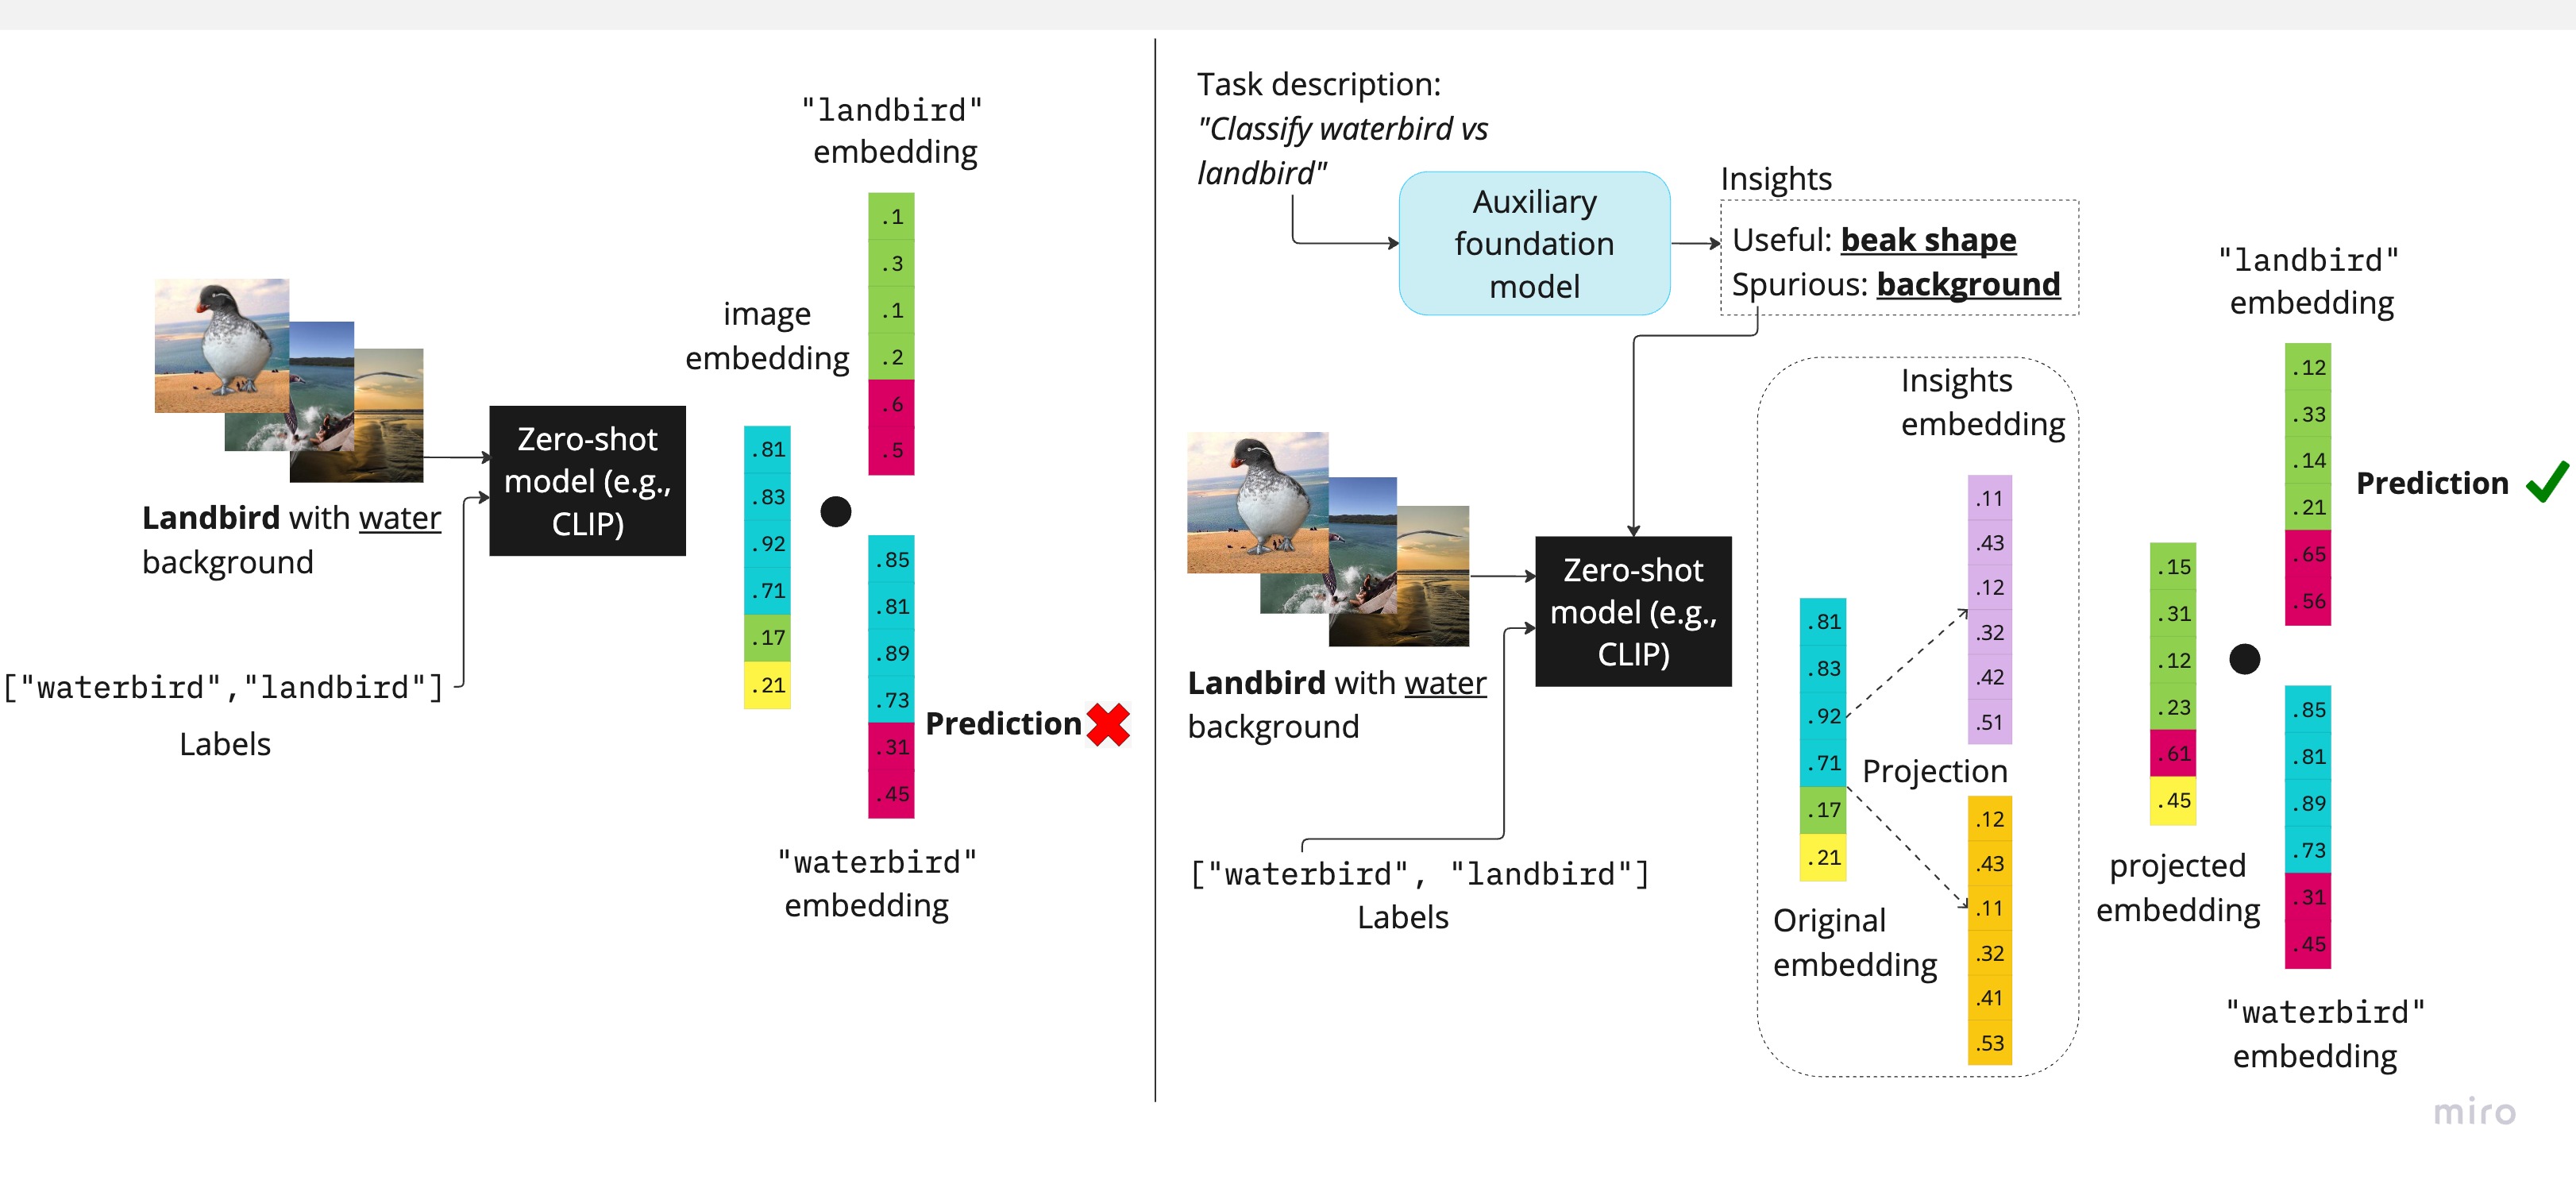 "landbird"
embedding
.1
.3
.1
.2
.6
.5
image
embedding
.81
.83
.92
.71
.17
.21
Zero-shot
model (e.g.,
CLIP)
Landbird with water
background
["waterbird","landbird"]
Labels
.85
.81
.89
.73
.31
.45
Prediction
"waterbird"
embedding
Task description:
"Classify waterbird vs
landbird"
Auxiliary
foundation
model
Insights
Useful: beak shape
Spurious: background
Landbird with water
background
["waterbird", "landbird"]
Labels
Zero-shot
model (e.g.,
CLIP)
Insights
embedding
.11
.43
.12
.32
.42
.51
.81
.83
.92
.71
.17
.21
Projection
Original
embedding
.12
.43
.11
.32
.41
.53
"landbird"
embedding
.12
.33
.14
.21
.65
.56
Prediction
.15
.31
.12
.23
.61
.45
projected
embedding
.85
.81
.89
.73
.31
.45
"waterbird"
embedding
miro